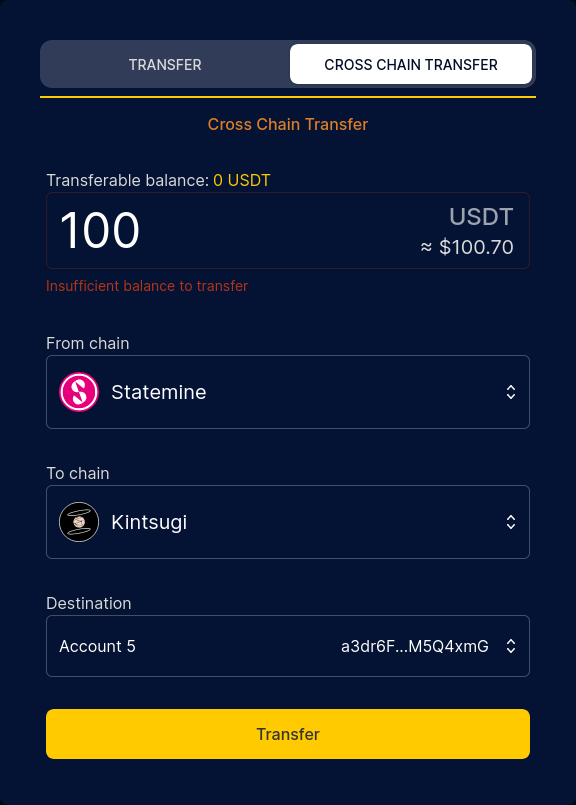 TRANSFER
CROSS CHAIN TRANSFER
Cross Chain Transfer
Transferable balance: 0 USDT
100
USDT
≈ $100.70
Insufficient balance to transfer
From chain
Statemine
To chain
Kintsugi
Destination
Account 5 a3dr6F...M5Q4xmG
Transfer